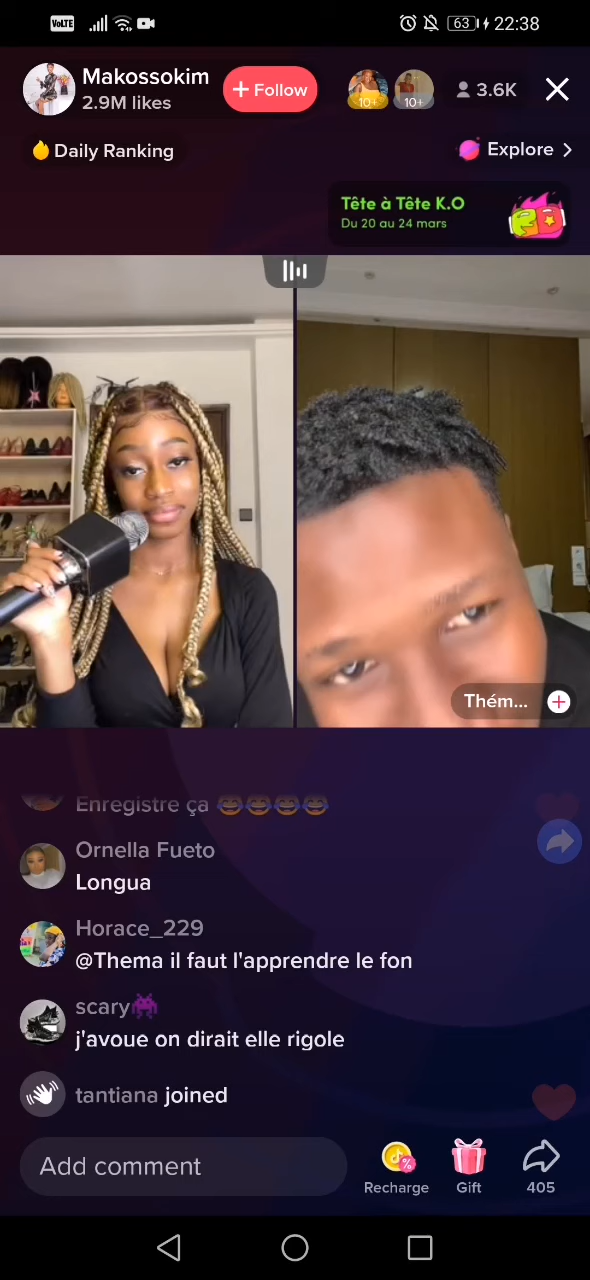 VoLTE
63
22:38
Makossokim
2.9M likes
+ Follow
10+
10+
3.6K
Daily Ranking
Explore >
Tête à Tête K.O
Du 20 au 24 mars
Thém...
Enregistre ça 😂😂😂😂
Ornella Fueto
Longua
Horace_229
@Thema il faut l'apprendre le fon
scary👾
j'avoue on dirait elle rigole
tantiana joined
Add comment
Recharge
Gift
405